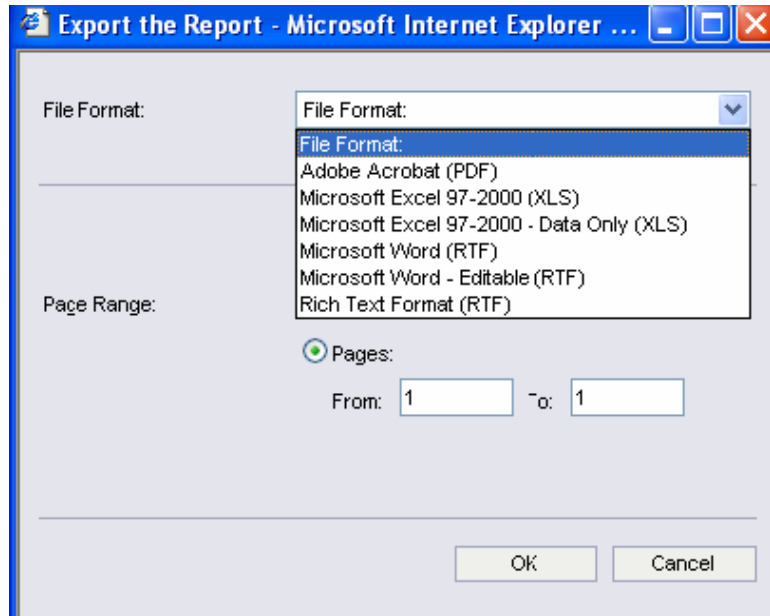 Export the Report - Microsoft Internet Explorer ...
File Format: File Format:
File Format:
Adobe Acrobat (PDF)
Microsoft Excel 97-2000 (XLS)
Microsoft Excel 97-2000 - Data Only (XLS)
Microsoft Word (RTF)
Microsoft Word - Editable (RTF)
Page Range: Rich Text Format (RTF)
Pages:
From: 1 To: 1
OK Cancel